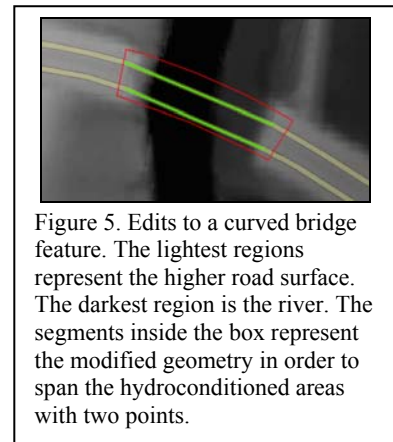 Figure 5. Edits to a curved bridge
feature. The lightest regions
represent the higher road surface.
The darkest region is the river. The
segments inside the box represent
the modified geometry in order to
span the hydroconditioned areas
with two points.